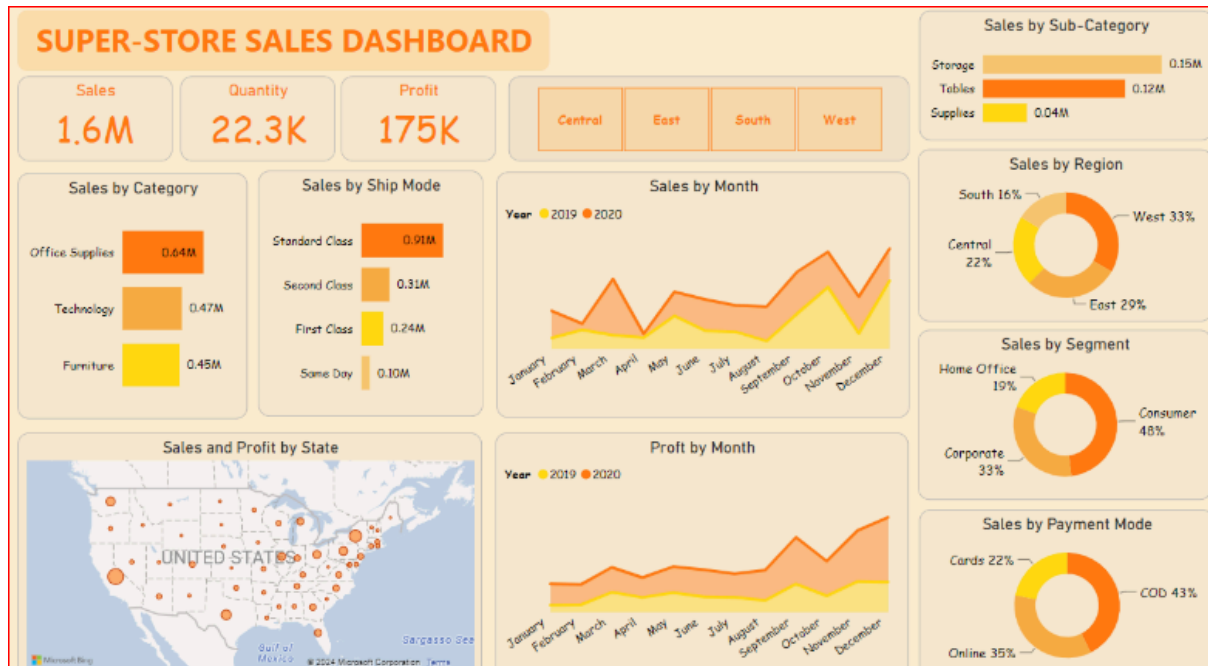 SUPER-STORE SALES DASHBOARD
Sales
1.6M
Quantity
22.3K
Profit
175K
Central
East
South
West
Sales by Sub-Category
Storage 0.15M
Tables 0.12M
Supplies 0.04M
Sales by Category
Office Supplies 0.64M
Technology 0.47M
Furniture 0.45M
Sales by Ship Mode
Standard Class 0.91M
Second Class 0.31M
First Class 0.24M
Same Day 0.10M
Sales by Month
Year 2019 2020
January
February
March
April
May
June
July
August
September
October
November
December
Sales by Region
South 16%
West 33%
Central
22%
East 29%
Sales by Segment
Home Office
19%
Consumer
48%
Corporate
33%
Sales and Profit by State
UNITED STATES
Gulf of
Mexico
Sargasso Sea
Microsoft Bing
© 2024 Microsoft Corporation Terms
Proft by Month
Year 2019 2020
January
February
March
April
May
June
July
August
September
October
November
December
Sales by Payment Mode
Cards 22%
COD 43%
Online 35%